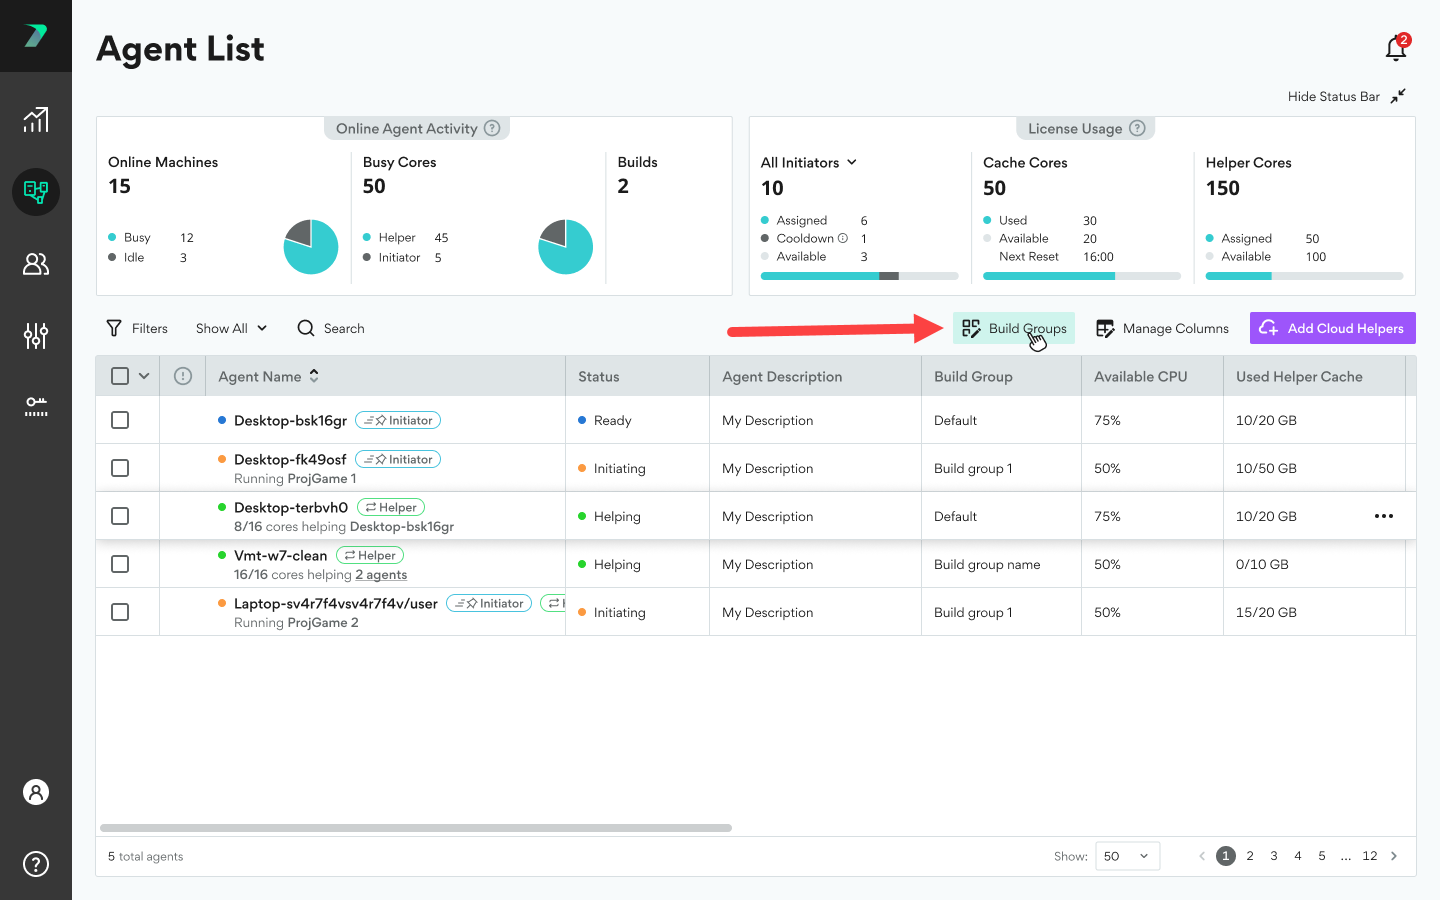 Agent List
2
Hide Status Bar
Online Agent Activity ?
Online Machines
15
Busy 12
Idle 3
Busy Cores
50
Helper 45
Initiator 5
Builds
2
License Usage ?
All Initiators
10
Assigned 6
Cooldown 1
Available 3
Cache Cores
50
Used 30
Available 20
Next Reset 16:00
Helper Cores
150
Assigned 50
Available 100
Filters Show All Search Build Groups Manage Columns Add Cloud Helpers
Agent Name Status Agent Description Build Group Available CPU Used Helper Cache
Desktop-bsk16gr Initiator Ready My Description Default 75% 10/20 GB
Desktop-fk49osf Initiator
Running ProjGame 1
Initiating My Description Build group 1 50% 10/50 GB
Desktop-terbvh0 Helper
8/16 cores helping Desktop-bsk16gr
Helping My Description Default 75% 10/20 GB
Vmt-w7-clean Helper
16/16 cores helping 2 agents
Helping My Description Build group name 50% 0/10 GB
Laptop-sv4r7f4vsv4r7f4v/user Initiator
Running ProjGame 2
Initiating My Description Build group 1 50% 15/20 GB
5 total agents
Show: 50
1 2 3 4 5 ... 12